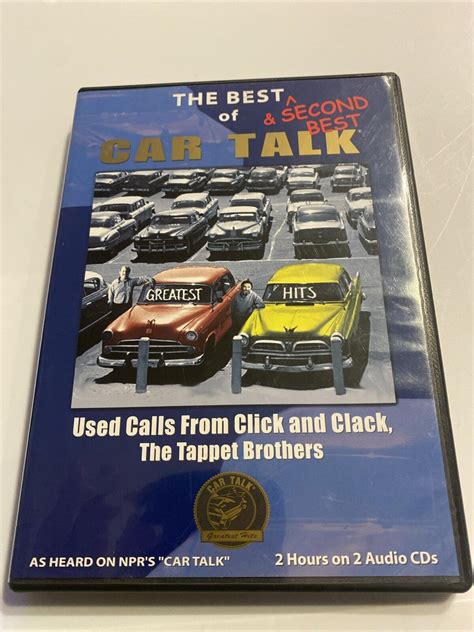 THE BEST
of & SECOND
BEST
CAR TALK
GREATEST HITS
Used Calls From Click and Clack,
The Tappet Brothers
CAR TALK
Greatest Hits
AS HEARD ON NPR'S "CAR TALK" 2 Hours on 2 Audio CDs